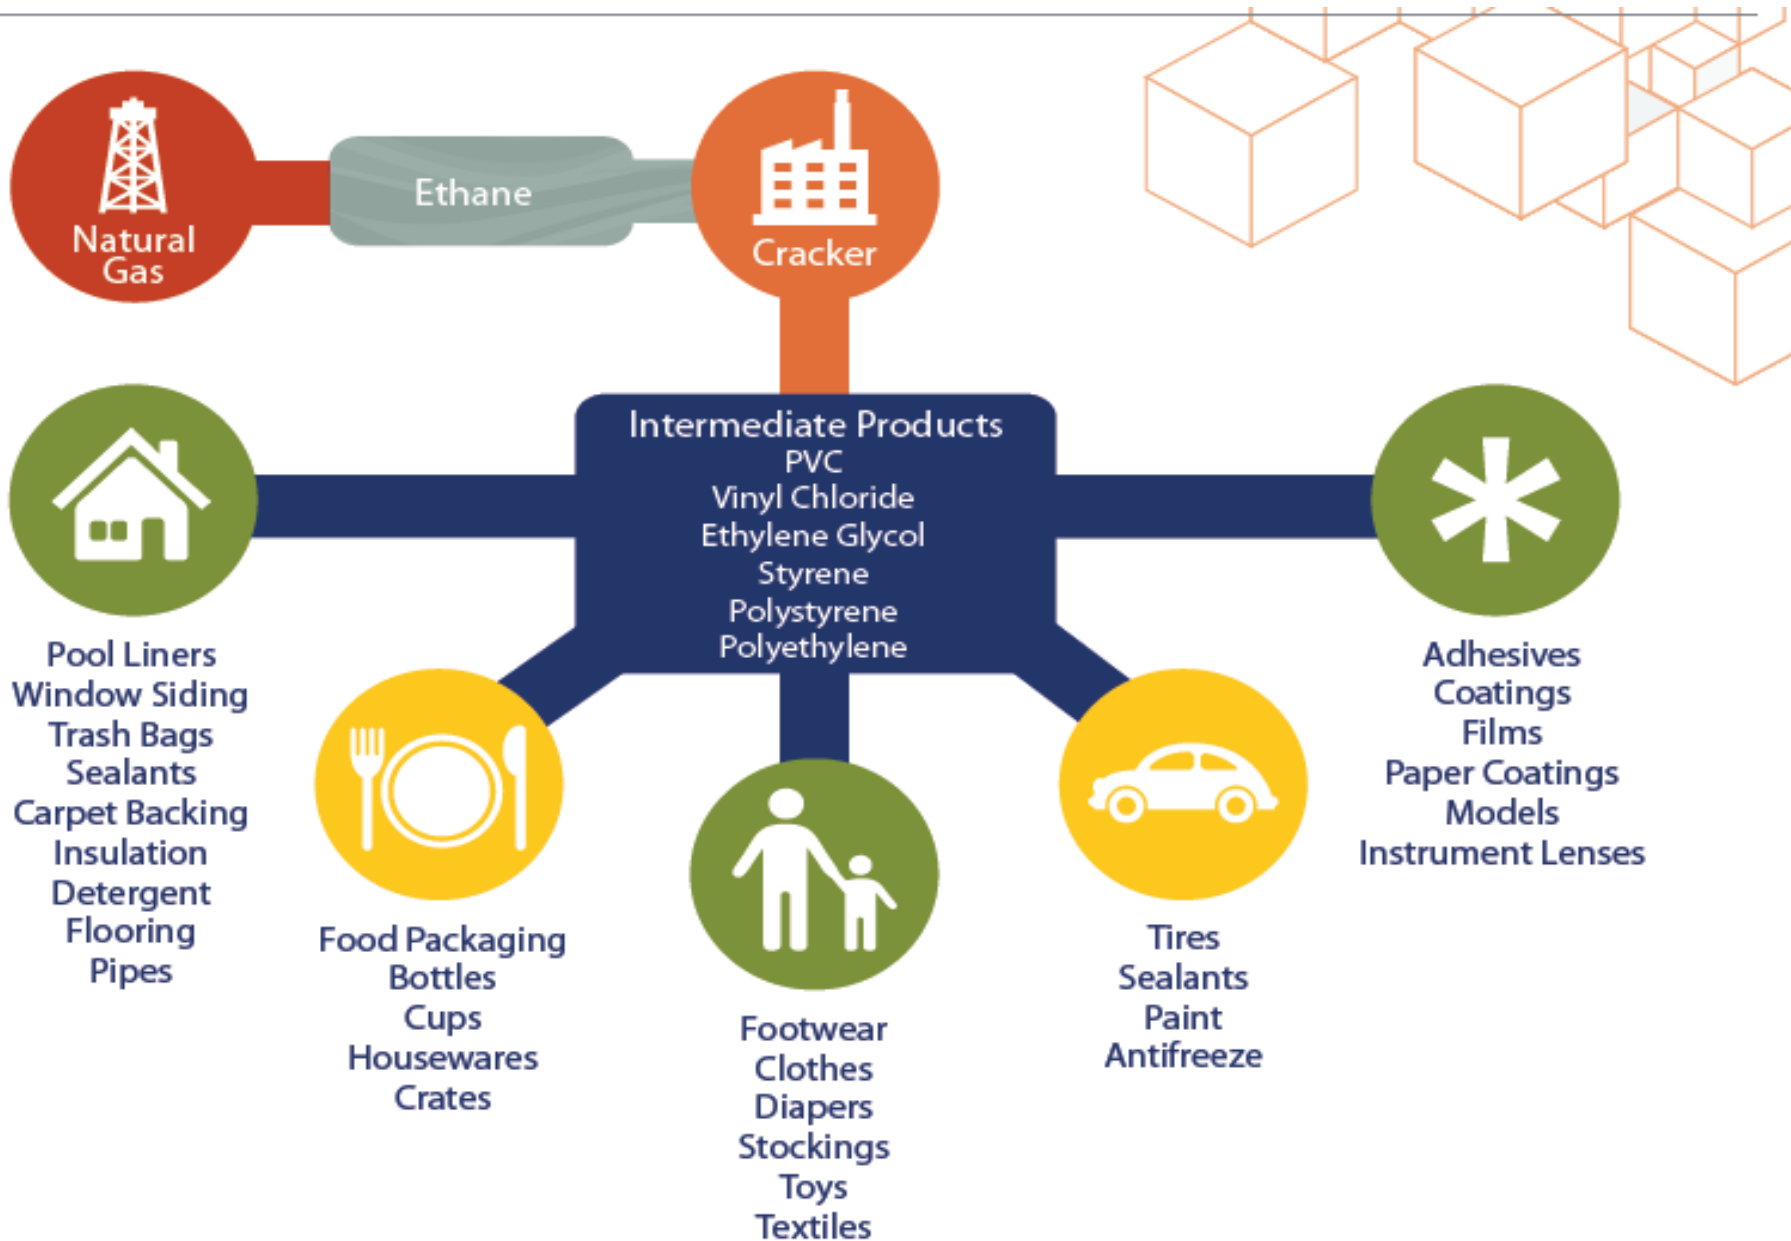 Natural
Gas
Ethane
Cracker
Intermediate Products
PVC
Vinyl Chloride
Ethylene Glycol
Styrene
Polystyrene
Polyethylene
Pool Liners
Window Siding
Trash Bags
Sealants
Carpet Backing
Insulation
Detergent
Flooring
Pipes
Food Packaging
Bottles
Cups
Housewares
Crates
Footwear
Clothes
Diapers
Stockings
Toys
Textiles
Tires
Sealants
Paint
Antifreeze
Adhesives
Coatings
Films
Paper Coatings
Models
Instrument Lenses